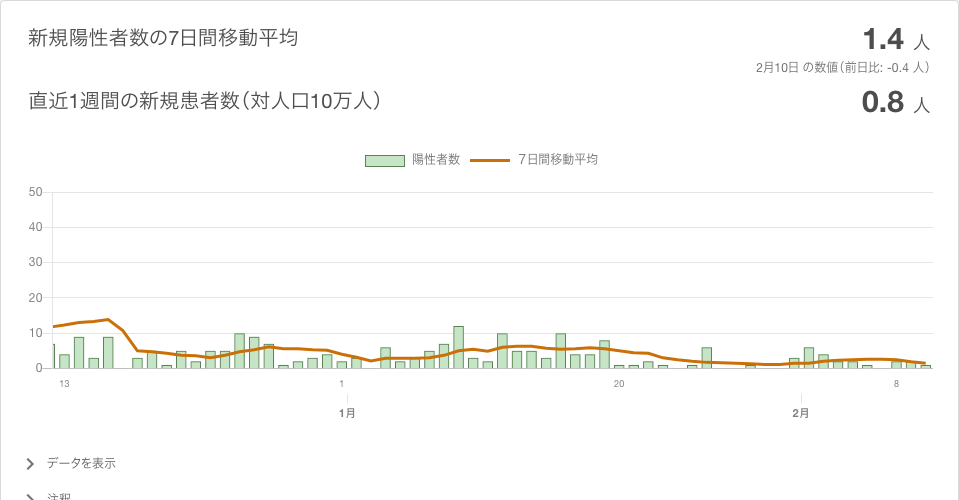 新規陽性者数の7日間移動平均
1.4 人
2月10日 の数値（前日比: -0.4 人）
直近1週間の新規患者数（対人口10万人）
0.8 人
陽性者数 7日間移動平均
50
40
30
20
10
0
13 1 20 8
1月 2月
データを表示
注釈